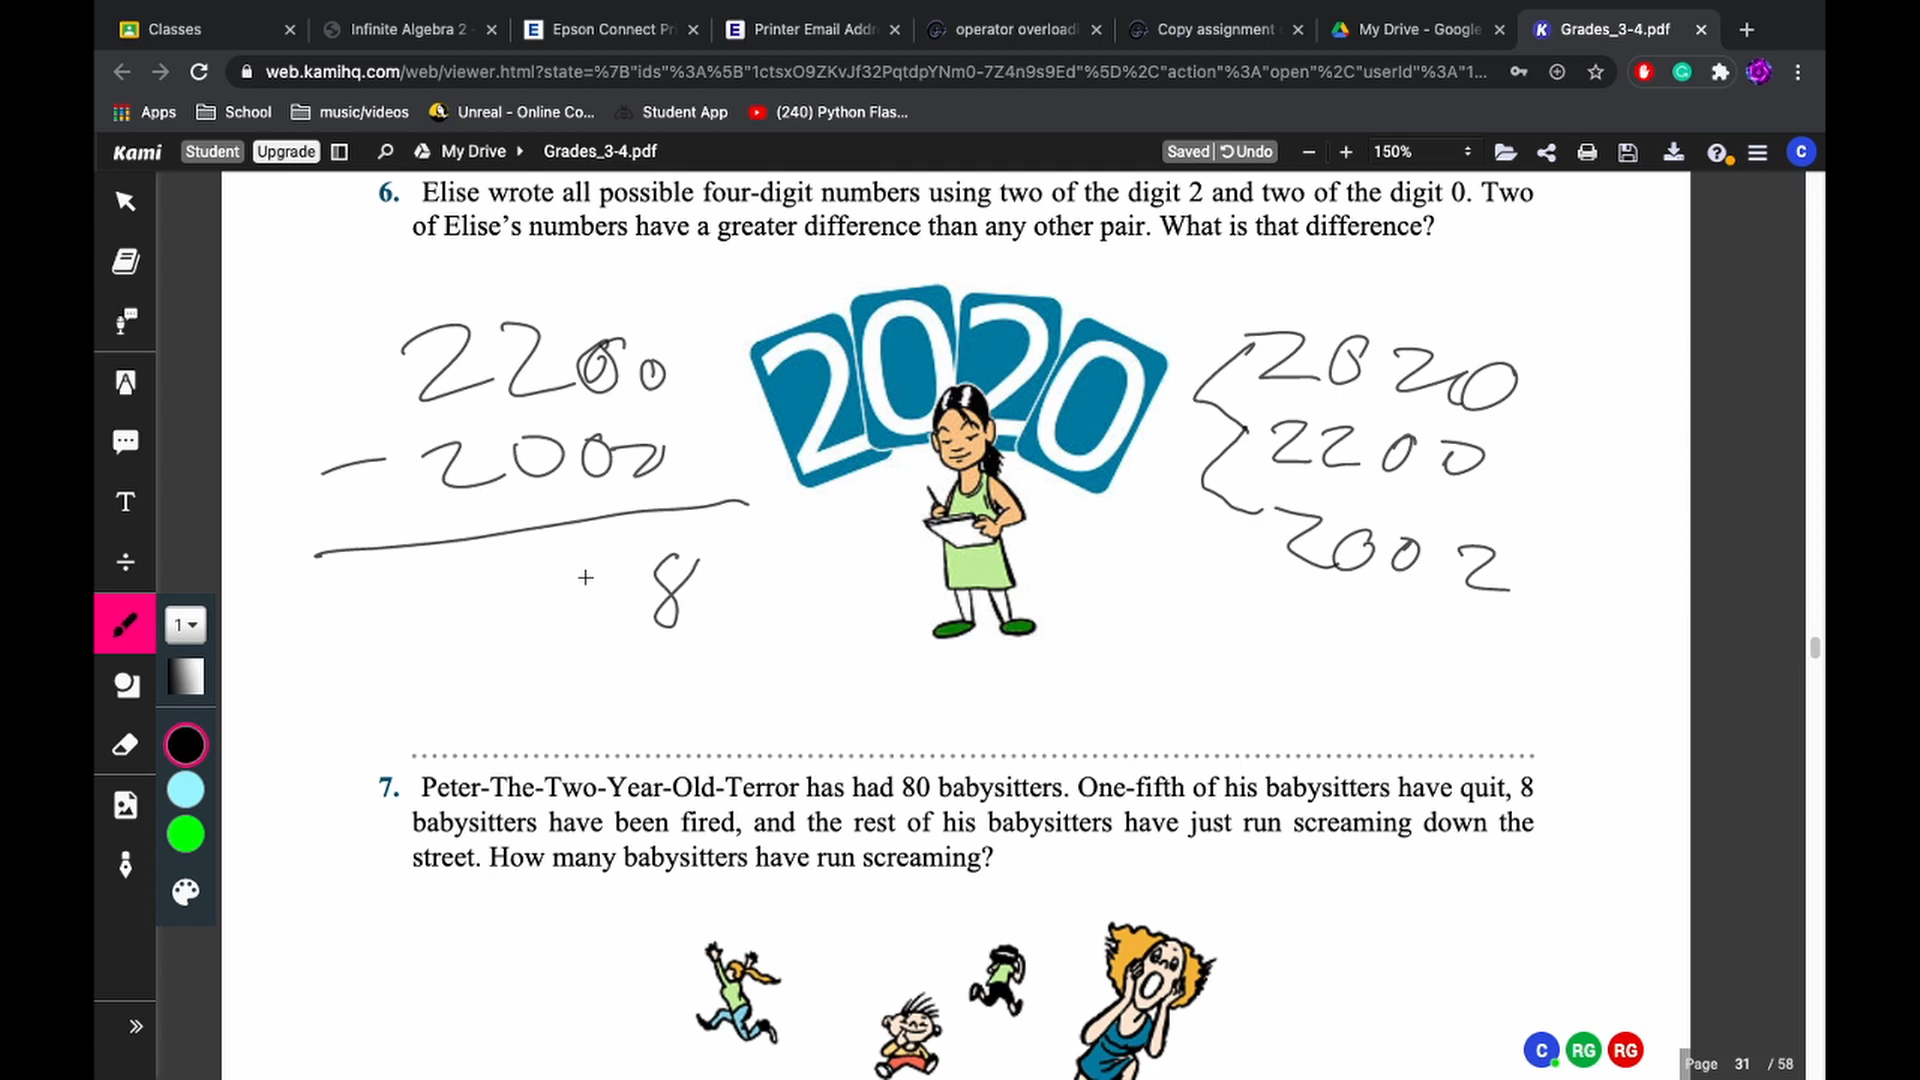 Classes
Infinite Algebra 2 -
Epson Connect Pri
Printer Email Addr
operator overloadi
Copy assignment
My Drive - Google
Grades_3-4.pdf
web.kamihq.com/web/viewer.html?state=%7B"ids"%3A%5B"1ctsxO9ZKvJf32PqtdpYNm0-7Z4n9s9Ed"%5D%2C"action"%3A"open"%2C"userId"%3A"1...
Apps School music/videos Unreal - Online Co... Student App (240) Python Flas...
Kami Student Upgrade My Drive Grades_3-4.pdf Saved Undo 150% C
6. Elise wrote all possible four-digit numbers using two of the digit 2 and two of the digit 0. Two
of Elise's numbers have a greater difference than any other pair. What is that difference?
2020
2200
- 200
8
2020
2200
2002
1
7. Peter-The-Two-Year-Old-Terror has had 80 babysitters. One-fifth of his babysitters have quit, 8
babysitters have been fired, and the rest of his babysitters have just run screaming down the
street. How many babysitters have run screaming?
C RG RG
Page 31 / 58